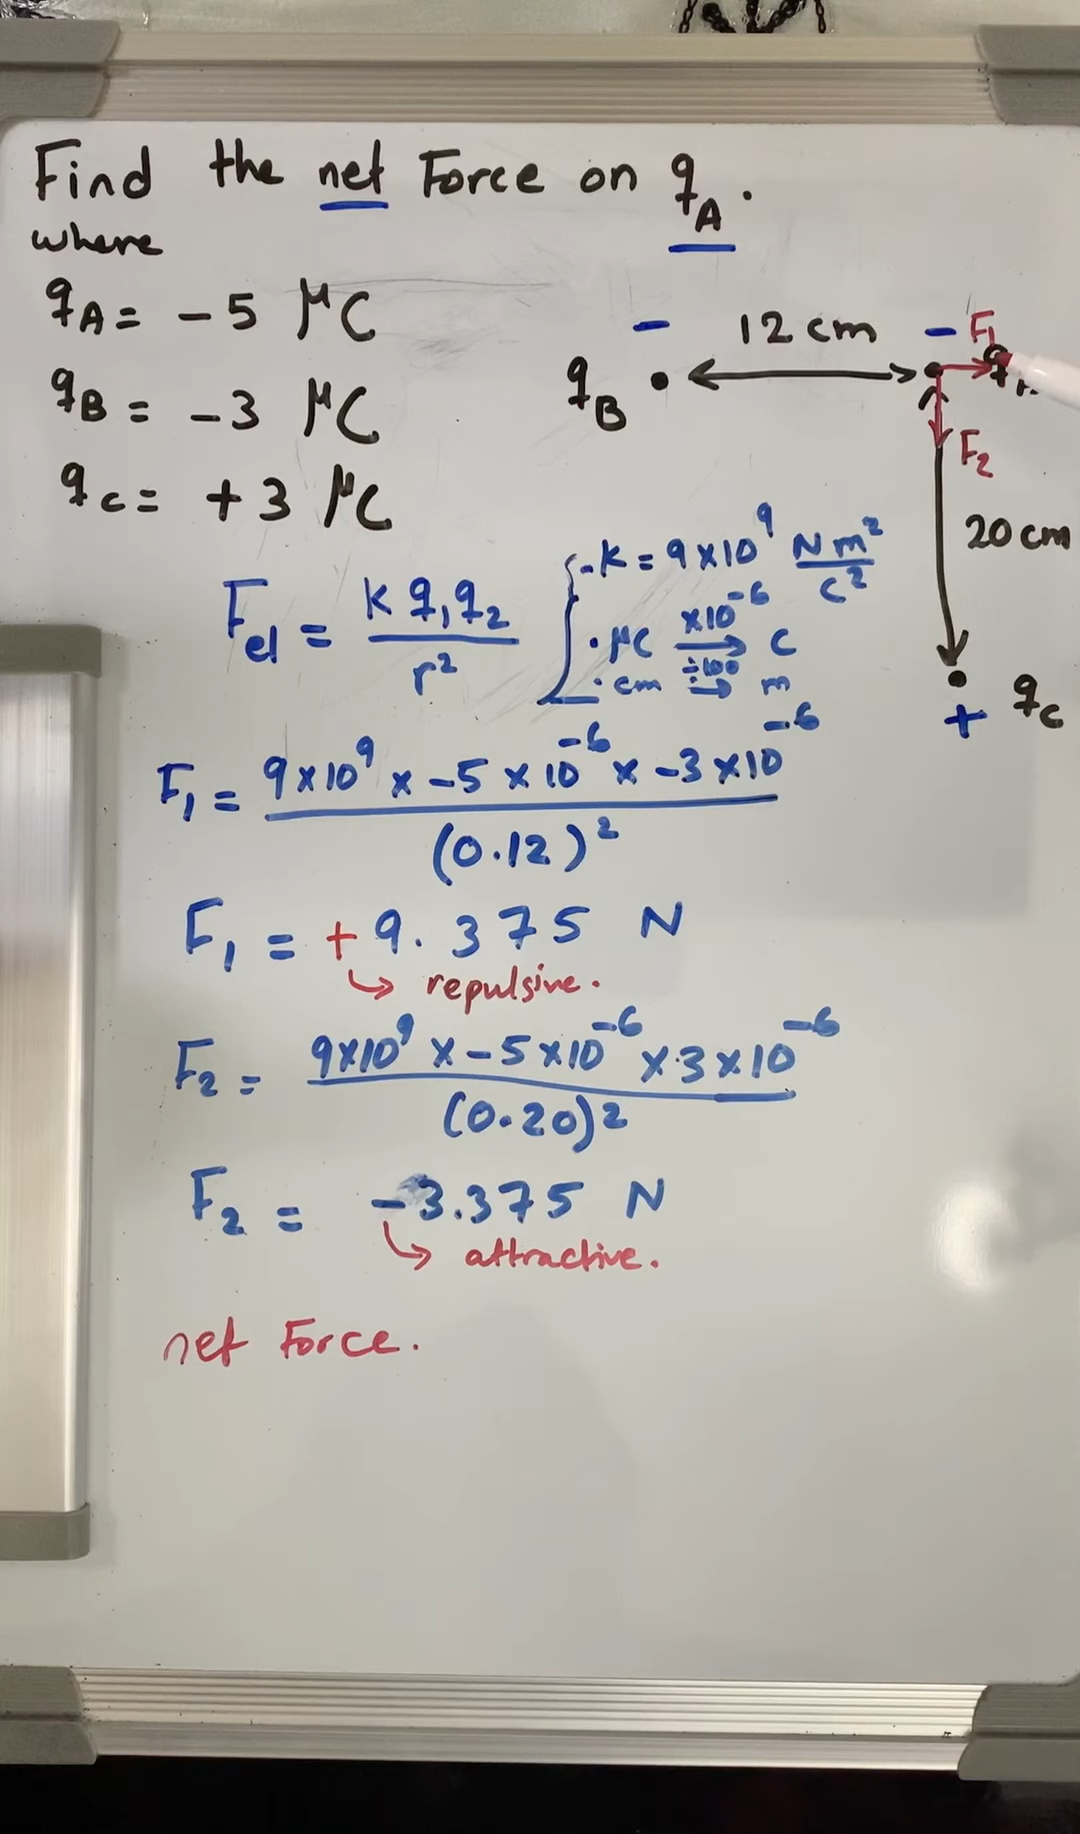 Find the net Force on qA.
where
qA = -5 μC
qB = -3 μC
qC = +3 μC
- 12 cm - F1
qB
F2
20 cm
+ qC
Fel = K q1q2 / r²
- K = 9×10⁹ N m² / C²
· μC ×10⁻⁶ → C
· cm ÷100 → m
F1 = 9×10⁹ × -5 × 10⁻⁶ × -3 × 10⁻⁶ / (0.12)²
F1 = +9.375 N
↳ repulsive.
F2 = 9×10⁹ × -5×10⁻⁶ × 3 × 10⁻⁶ / (0.20)²
F2 = -3.375 N
↳ attractive.
net Force.